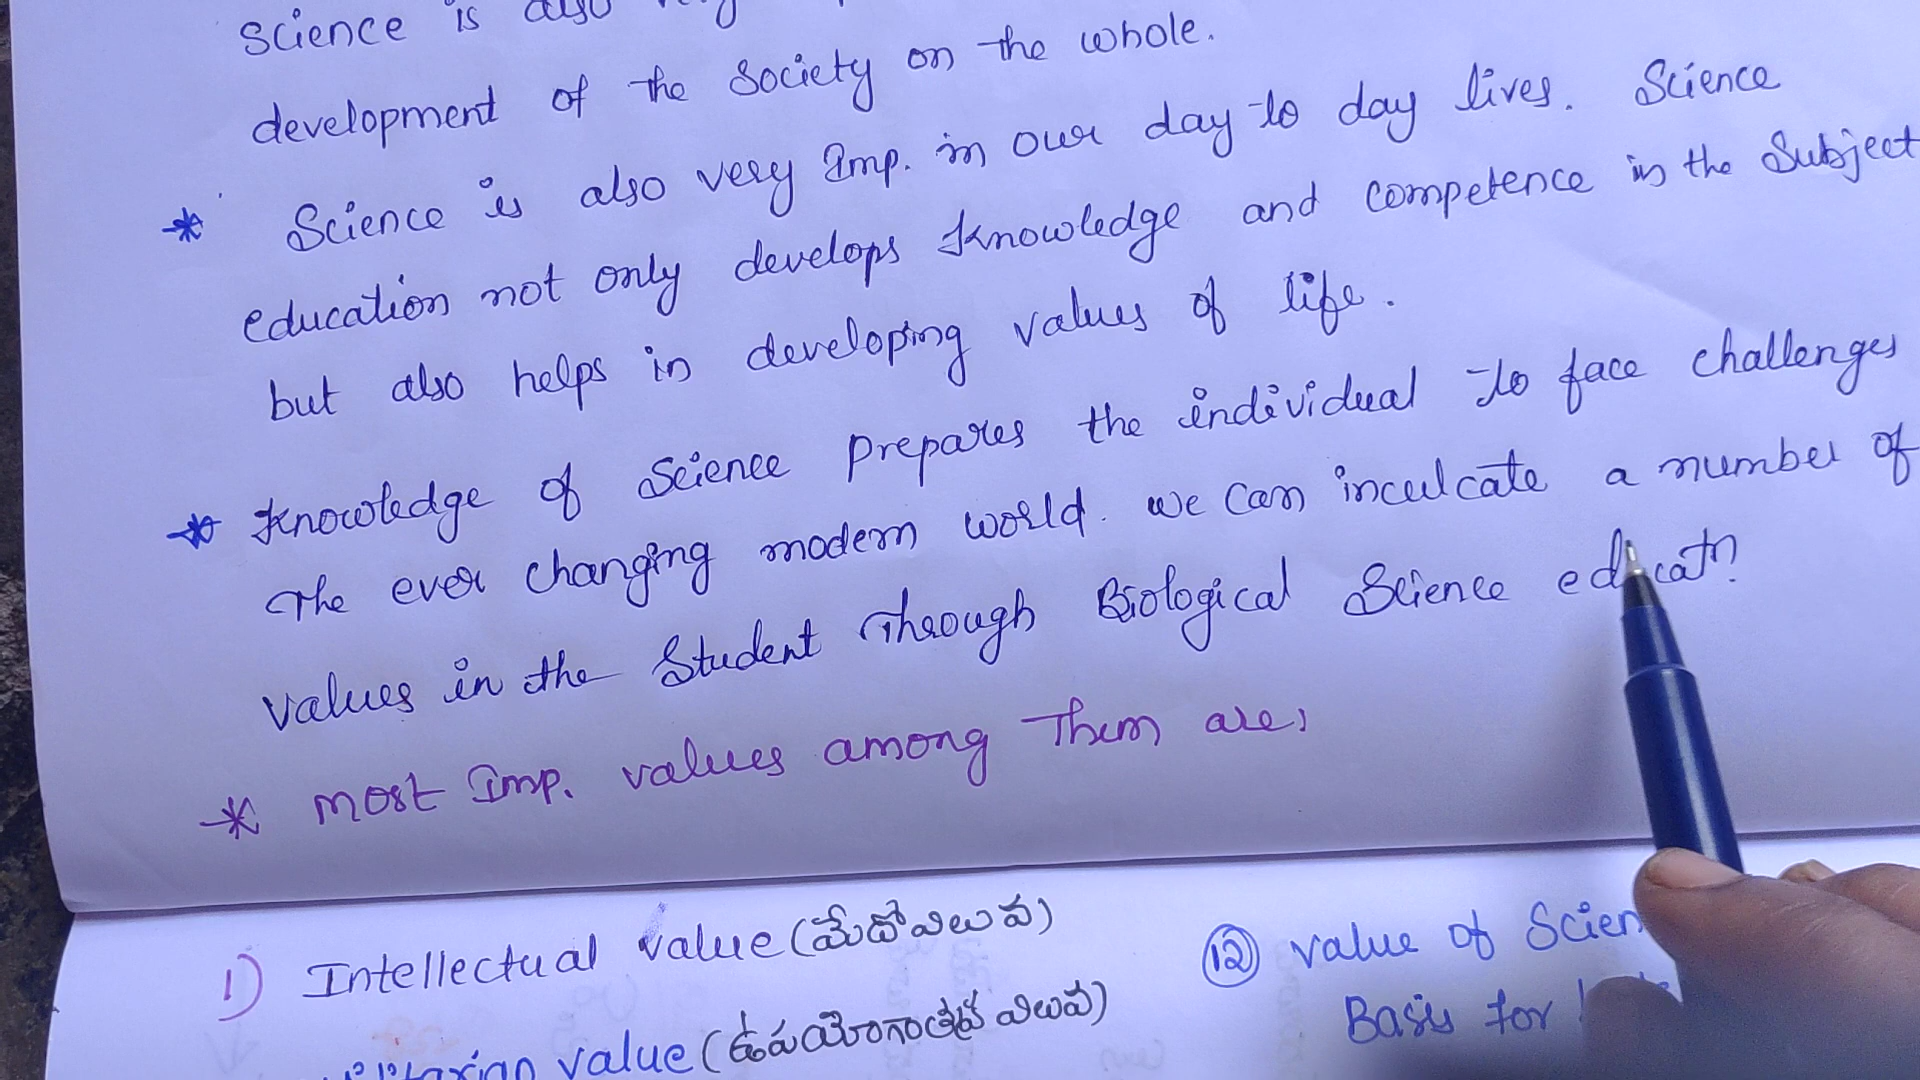 science is also
development of the society on the whole.
* Science is also very Imp. in our day to day lives. Science
education not only develops knowledge and competence in the subject
but also helps in developing values of life.
* Knowledge of Science prepares the individual to face challenges
The ever changing modern world. we can inculcate a number of
values in the Student Through Biological Science educatn
* most Imp. values among Them are,
1) Intellectual value (మేధోవిలువ)
value (ఉపయోగాత్మక విలువ)
12 value of Scien
Basis for